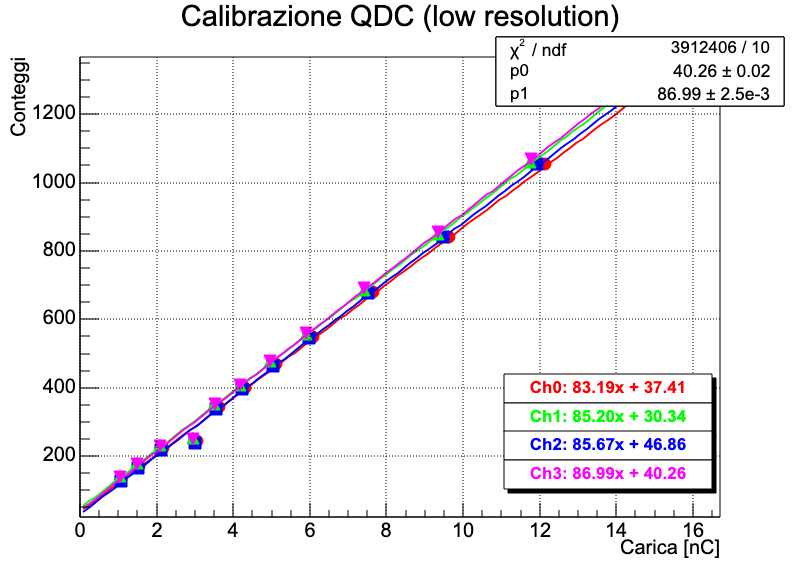 Calibrazione QDC (low resolution)
χ2 / ndf 3912406 / 10
p0 40.26 ± 0.02
p1 86.99 ± 2.5e-3
Conteggi
1200
1000
800
600
400
200
Ch0: 83.19x + 37.41
Ch1: 85.20x + 30.34
Ch2: 85.67x + 46.86
Ch3: 86.99x + 40.26
0 2 4 6 8 10 12 14 16
Carica [nC]